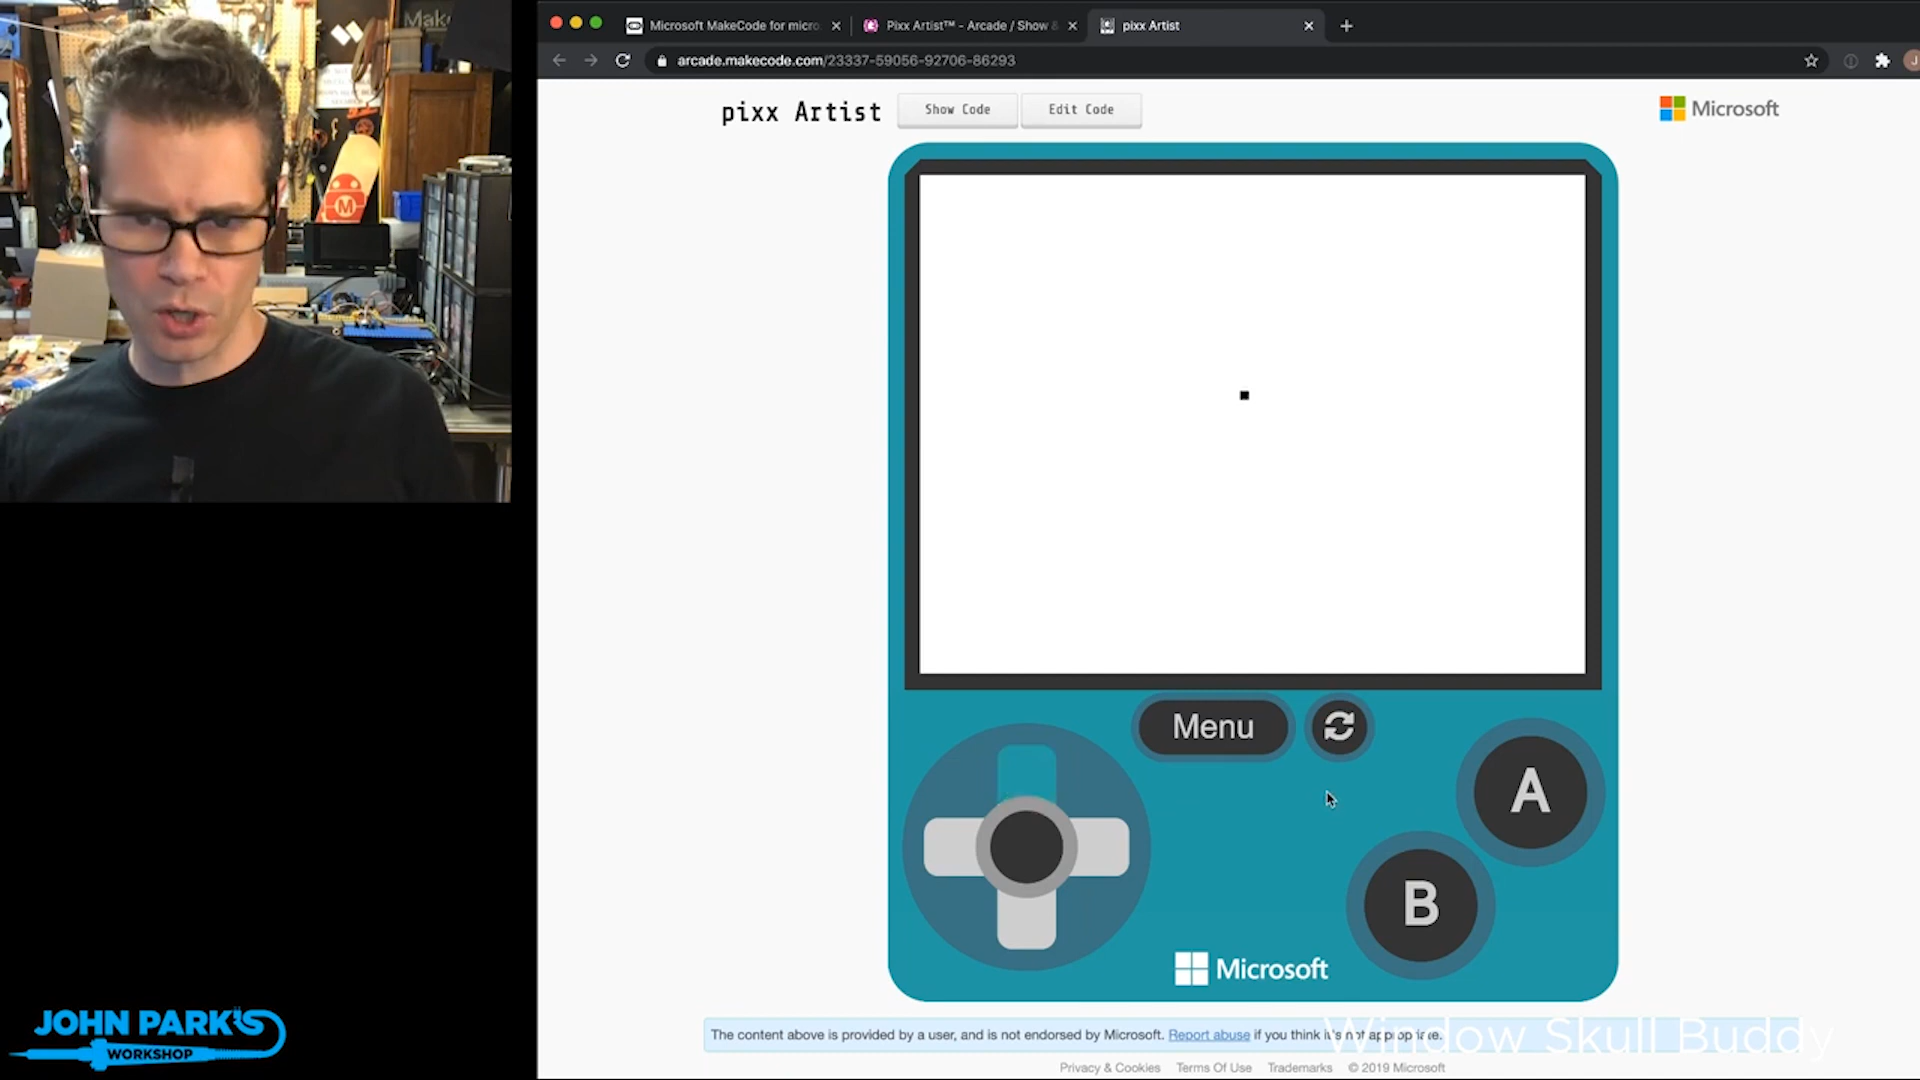 Make
M
Microsoft MakeCode for micro
Pixx Artist™ - Arcade / Show &
pixx Artist
arcade.makecode.com/23337-59056-92706-86293
J
pixx Artist
Show Code
Edit Code
Microsoft
Menu
A
B
Microsoft
The content above is provided by a user, and is not endorsed by Microsoft. Report abuse if you think it's not appropriate.
Window Skull Buddy
Privacy & Cookies Terms Of Use Trademarks © 2019 Microsoft
JOHN PARK'S
WORKSHOP